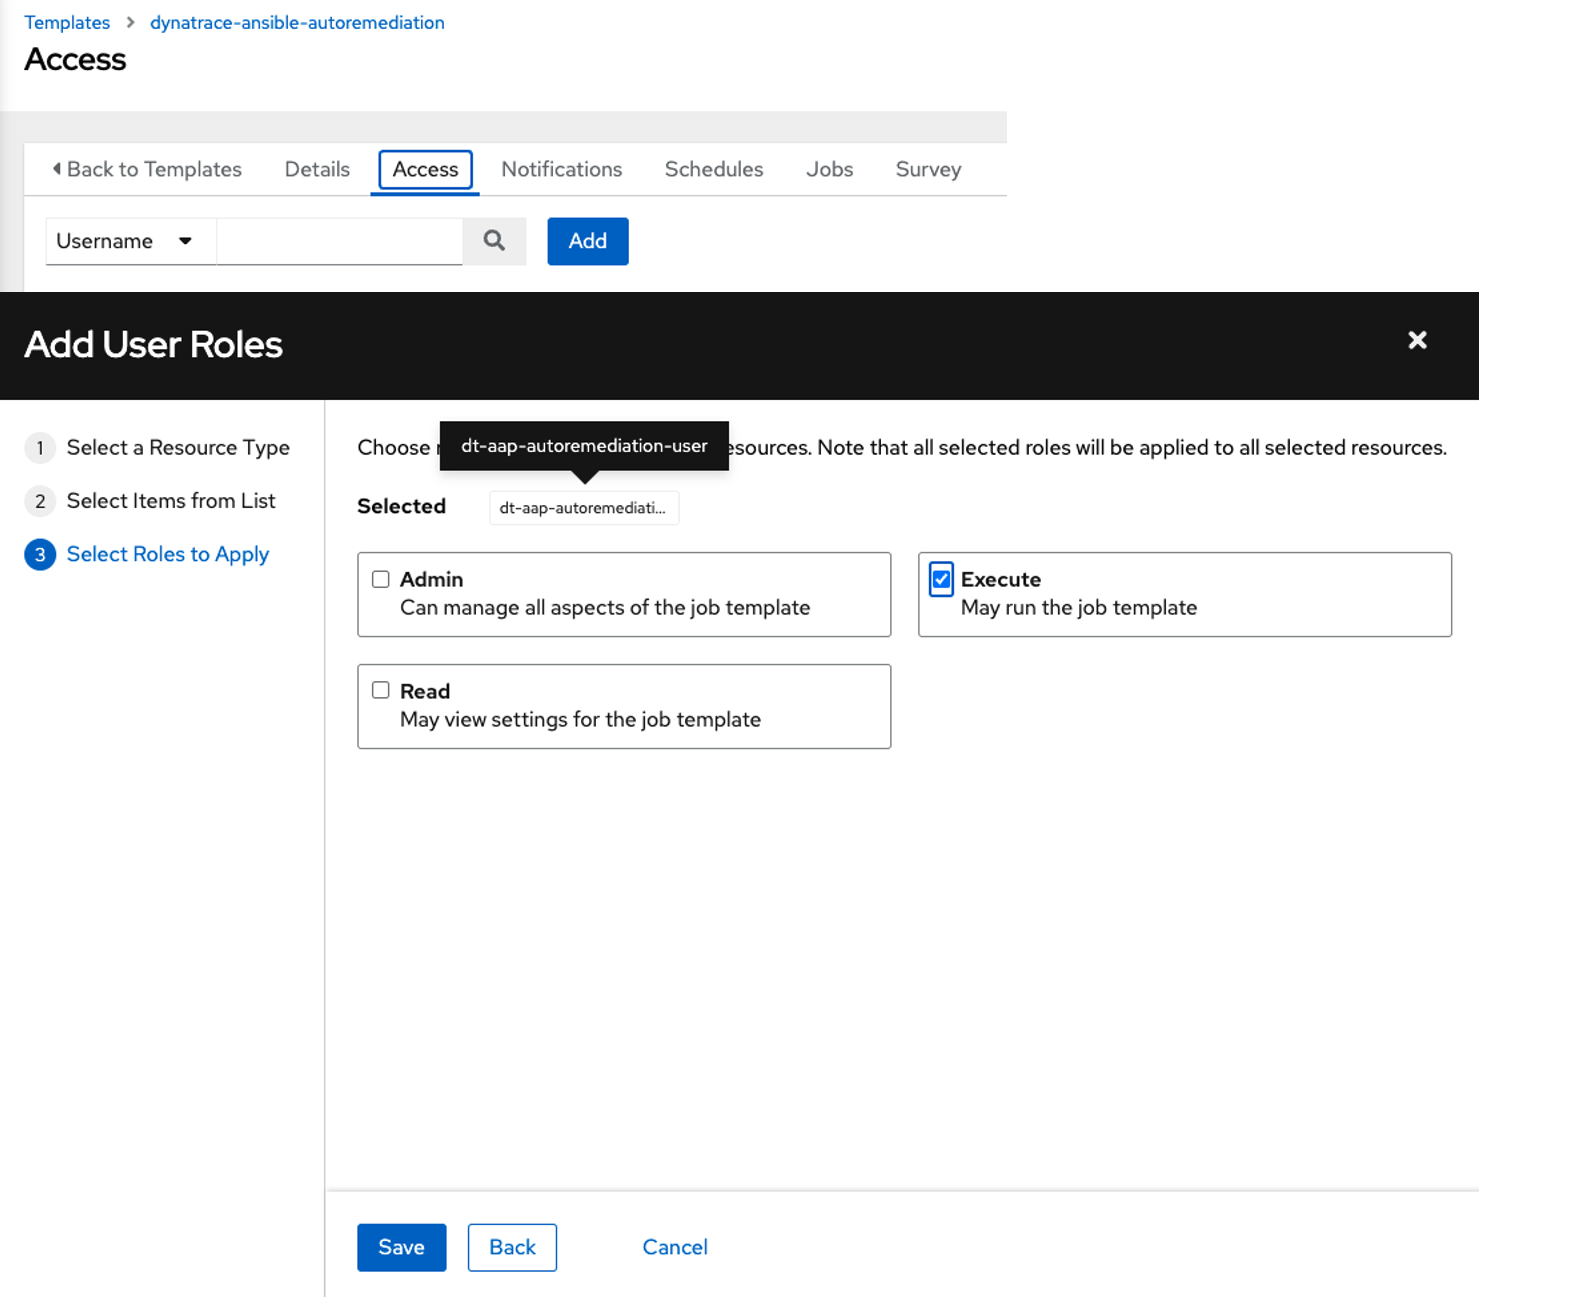 Templates > dynatrace-ansible-autoremediation
Access
Back to Templates Details Access Notifications Schedules Jobs Survey
Username Add
Add User Roles
1 Select a Resource Type
2 Select Items from List
3 Select Roles to Apply
dt-aap-autoremediation-user
Choose esources. Note that all selected roles will be applied to all selected resources.
Selected dt-aap-autoremediati...
Admin
Can manage all aspects of the job template
Execute
May run the job template
Read
May view settings for the job template
Save Back Cancel